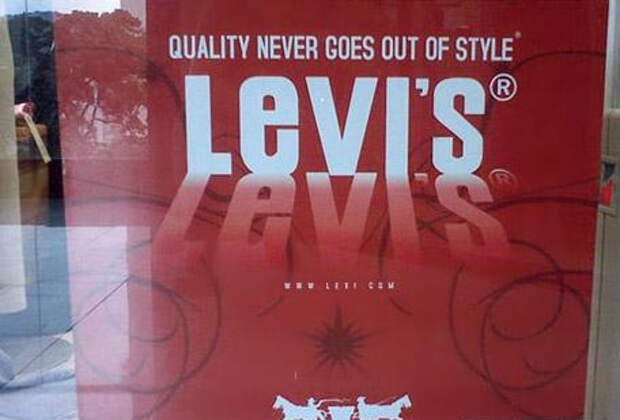 QUALITY NEVER GOES OUT OF STYLE
LeVI'S®
LeVI'S®
WWW LEVI COM